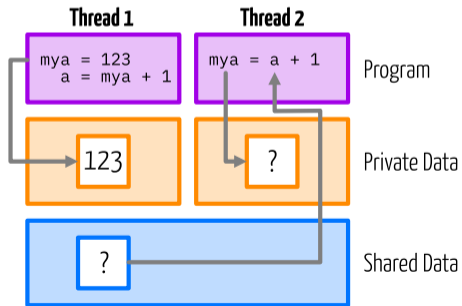 Thread 1 Thread 2
mya = 123
a = mya + 1
mya = a + 1
Program
123
?
Private Data
?
Shared Data